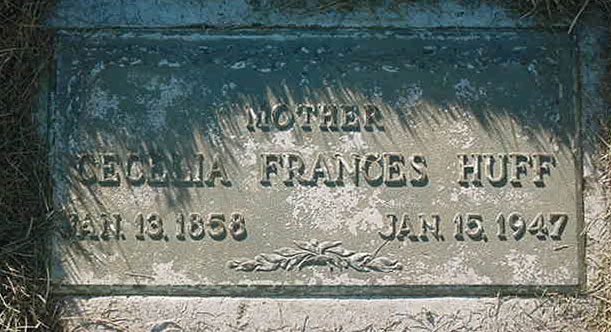 MOTHER
CECELIA FRANCES HUFF
JAN. 13, 1858 JAN. 15, 1947